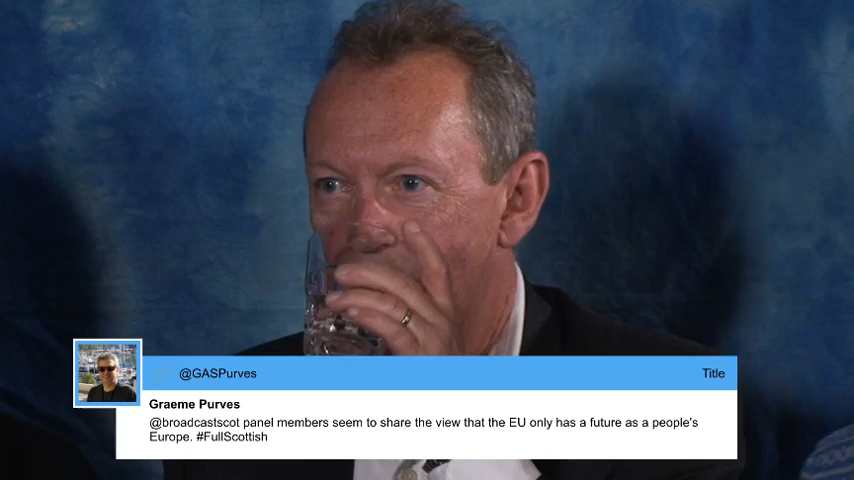 @GASPurves Title
Graeme Purves
@broadcastscot panel members seem to share the view that the EU only has a future as a people's
Europe. #FullScottish